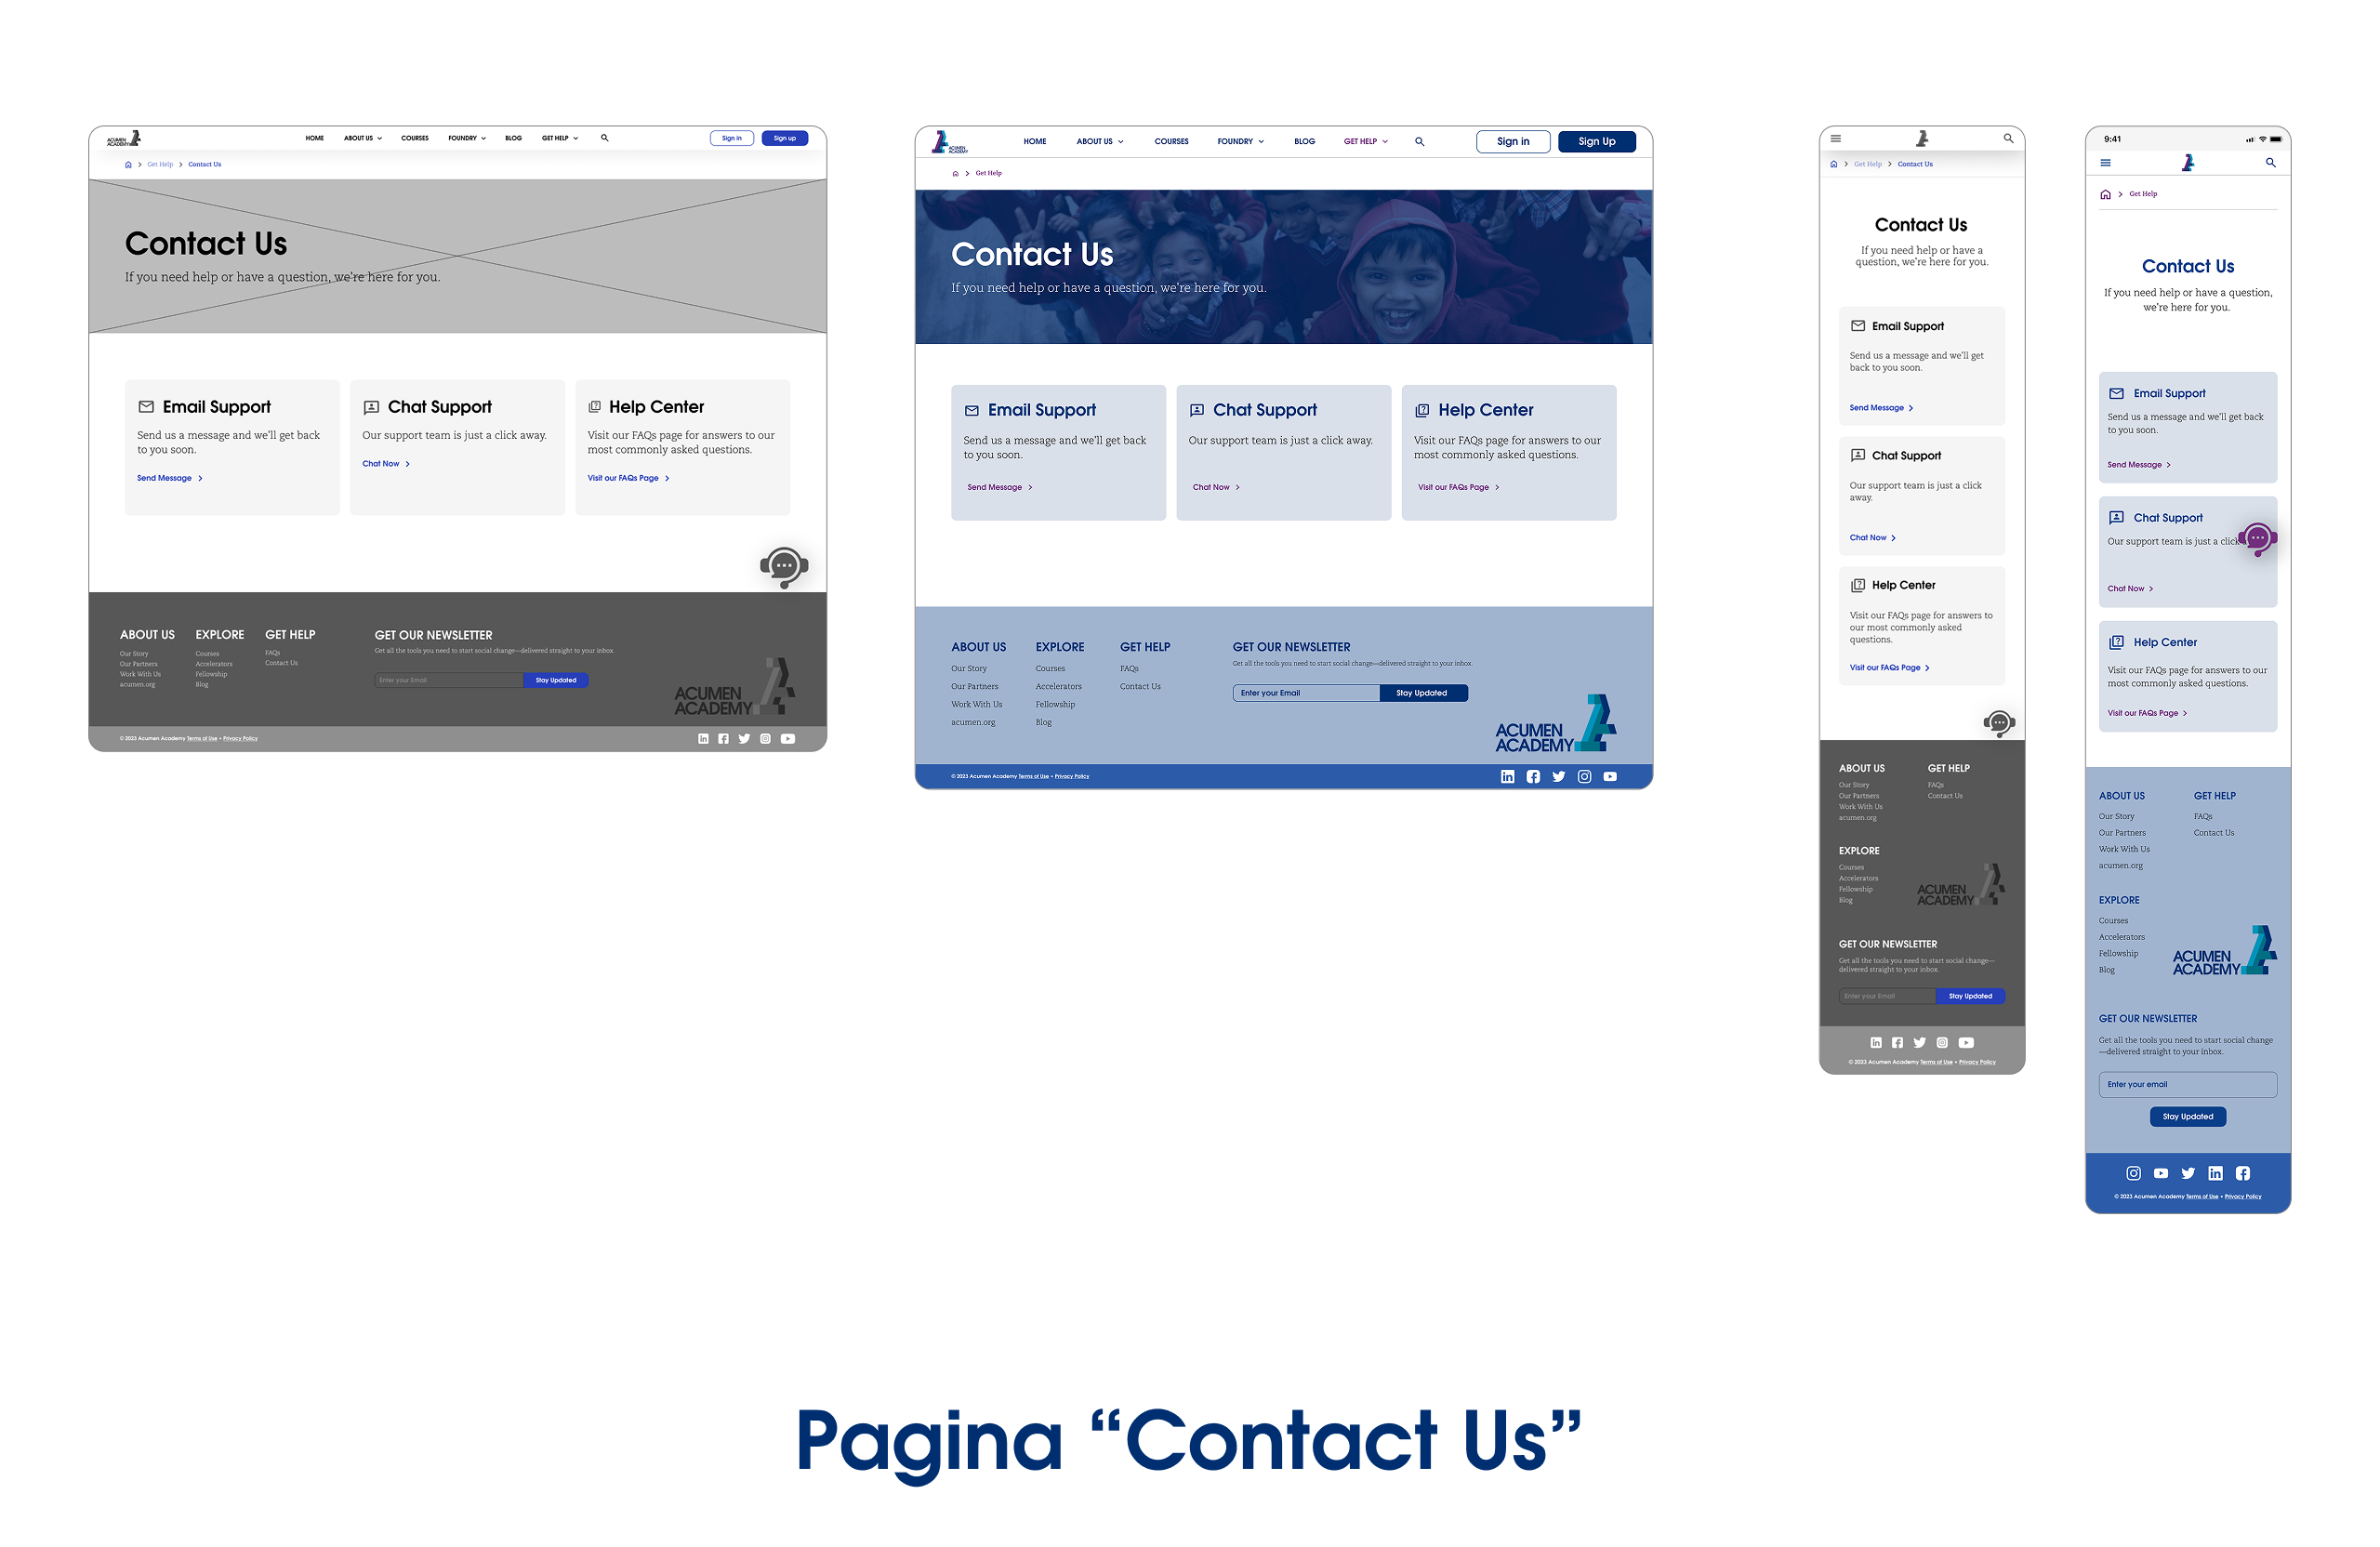 ACUMEN
ACADEMY
HOME ABOUT US COURSES FOUNDRY BLOG GET HELP Sign in Sign up
Get Help Contact Us
Contact Us
If you need help or have a question, we're here for you.
Email Support
Send us a message and we'll get back
to you soon.
Send Message
Chat Support
Our support team is just a click away.
Chat Now
Help Center
Visit our FAQs page for answers to our
most commonly asked questions.
Visit our FAQs Page
ABOUT US
Our Story
Our Partners
Work With Us
acumen.org
EXPLORE
Courses
Accelerators
Fellowship
Blog
GET HELP
FAQs
Contact Us
GET OUR NEWSLETTER
Get all the tools you need to start social change—delivered straight to your inbox.
Enter your Email Stay Updated
ACUMEN
ACADEMY
© 2023 Acumen Academy Terms of Use • Privacy Policy
ACUMEN
ACADEMY
HOME ABOUT US COURSES FOUNDRY BLOG GET HELP Sign in Sign Up
Get Help
Contact Us
If you need help or have a question, we're here for you.
Email Support
Send us a message and we'll get back
to you soon.
Send Message
Chat Support
Our support team is just a click away.
Chat Now
Help Center
Visit our FAQs page for answers to our
most commonly asked questions.
Visit our FAQs Page
ABOUT US
Our Story
Our Partners
Work With Us
acumen.org
EXPLORE
Courses
Accelerators
Fellowship
Blog
GET HELP
FAQs
Contact Us
GET OUR NEWSLETTER
Get all the tools you need to start social change—delivered straight to your inbox.
Enter your Email Stay Updated
ACUMEN
ACADEMY
© 2023 Acumen Academy Terms of Use • Privacy Policy
Get Help Contact Us
Contact Us
If you need help or have a
question, we're here for you.
Email Support
Send us a message and we'll get
back to you soon.
Send Message
Chat Support
Our support team is just a click
away.
Chat Now
Help Center
Visit our FAQs page for answers to
our most commonly asked
questions.
Visit our FAQs Page
ABOUT US
Our Story
Our Partners
Work With Us
acumen.org
GET HELP
FAQs
Contact Us
EXPLORE
Courses
Accelerators
Fellowship
Blog
ACUMEN
ACADEMY
GET OUR NEWSLETTER
Get all the tools you need to start social change—
delivered straight to your inbox.
Enter your Email Stay Updated
© 2023 Acumen Academy Terms of Use • Privacy Policy
9:41
Get Help
Contact Us
If you need help or have a question,
we're here for you.
Email Support
Send us a message and we'll get back
to you soon.
Send Message
Chat Support
Our support team is just a click
Chat Now
Help Center
Visit our FAQs page for answers to our
most commonly asked questions.
Visit our FAQs Page
ABOUT US
Our Story
Our Partners
Work With Us
acumen.org
GET HELP
FAQs
Contact Us
EXPLORE
Courses
Accelerators
Fellowship
Blog
ACUMEN
ACADEMY
GET OUR NEWSLETTER
Get all the tools you need to start social change
—delivered straight to your inbox.
Enter your email
Stay Updated
© 2023 Acumen Academy Terms of Use • Privacy Policy
Pagina “Contact Us”